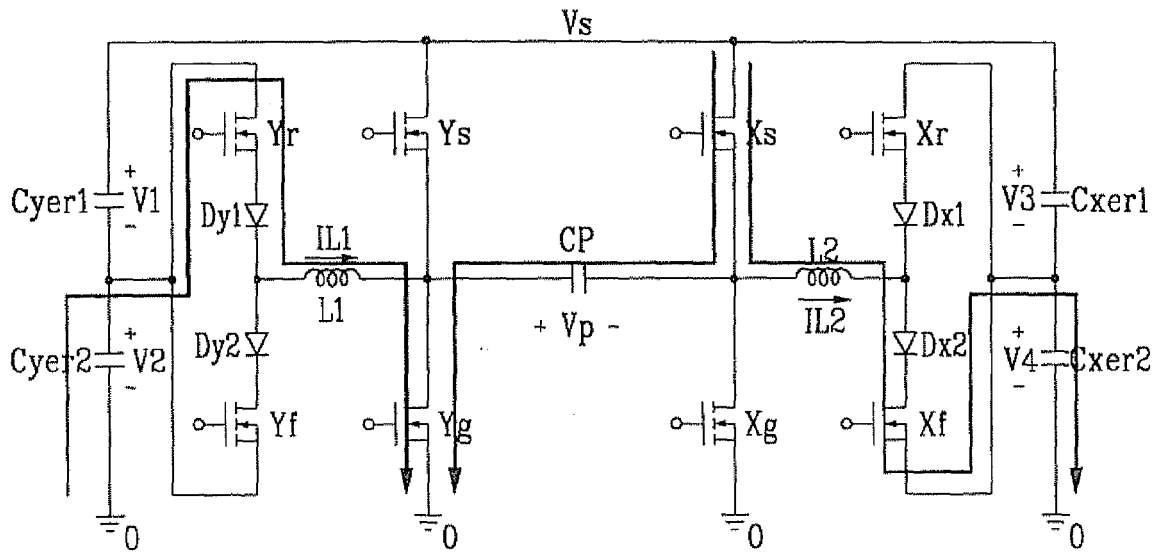 Vs
Yr
Ys
Xs
Xr
Cyer1
+
V1
-
Dy1
IL1
L1
CP
+ Vp -
L2
IL2
Dx1
+
V3
-
Cxer1
Cyer2
+
V2
-
Dy2
Dx2
+
V4
-
Cxer2
Yf
Yg
Xg
Xf
0
0
0
0